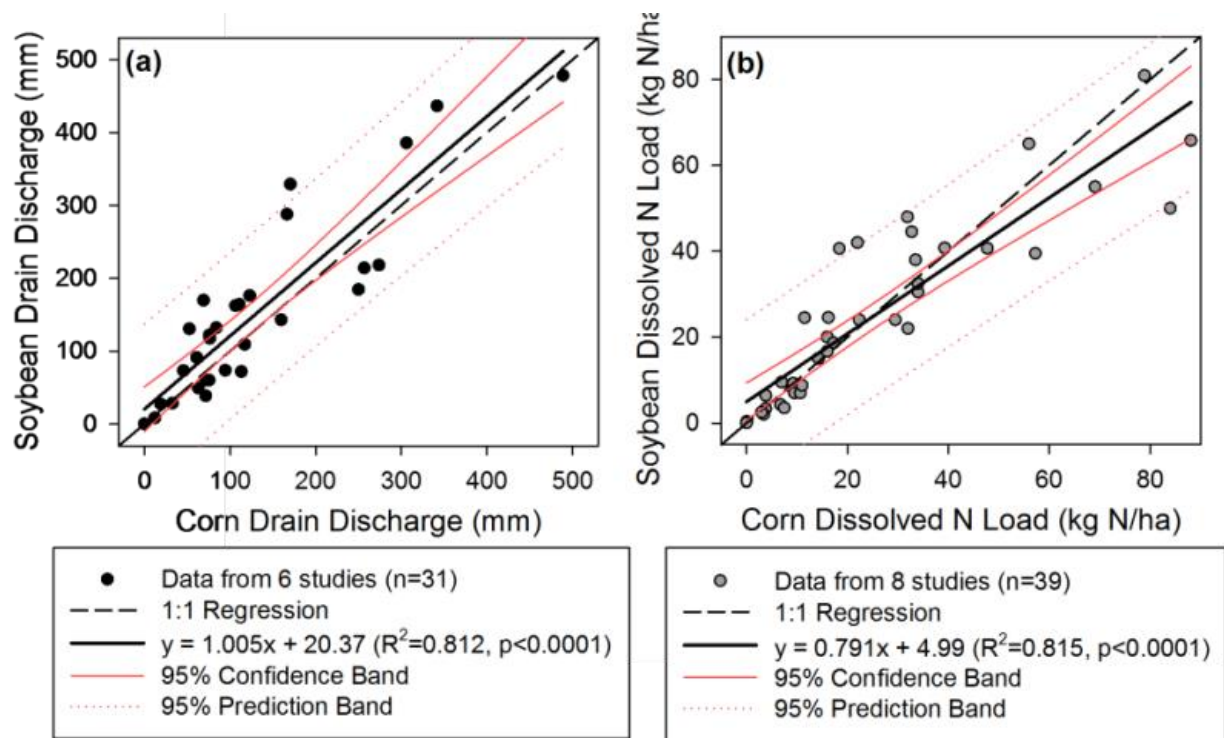 (a)
Soybean Drain Discharge (mm)
500
400
300
200
100
0
0 100 200 300 400 500
Corn Drain Discharge (mm)
Data from 6 studies (n=31)
1:1 Regression
y = 1.005x + 20.37 (R²=0.812, p<0.0001)
95% Confidence Band
95% Prediction Band
(b)
Soybean Dissolved N Load (kg N/ha)
80
60
40
20
0
0 20 40 60 80
Corn Dissolved N Load (kg N/ha)
Data from 8 studies (n=39)
1:1 Regression
y = 0.791x + 4.99 (R²=0.815, p<0.0001)
95% Confidence Band
95% Prediction Band